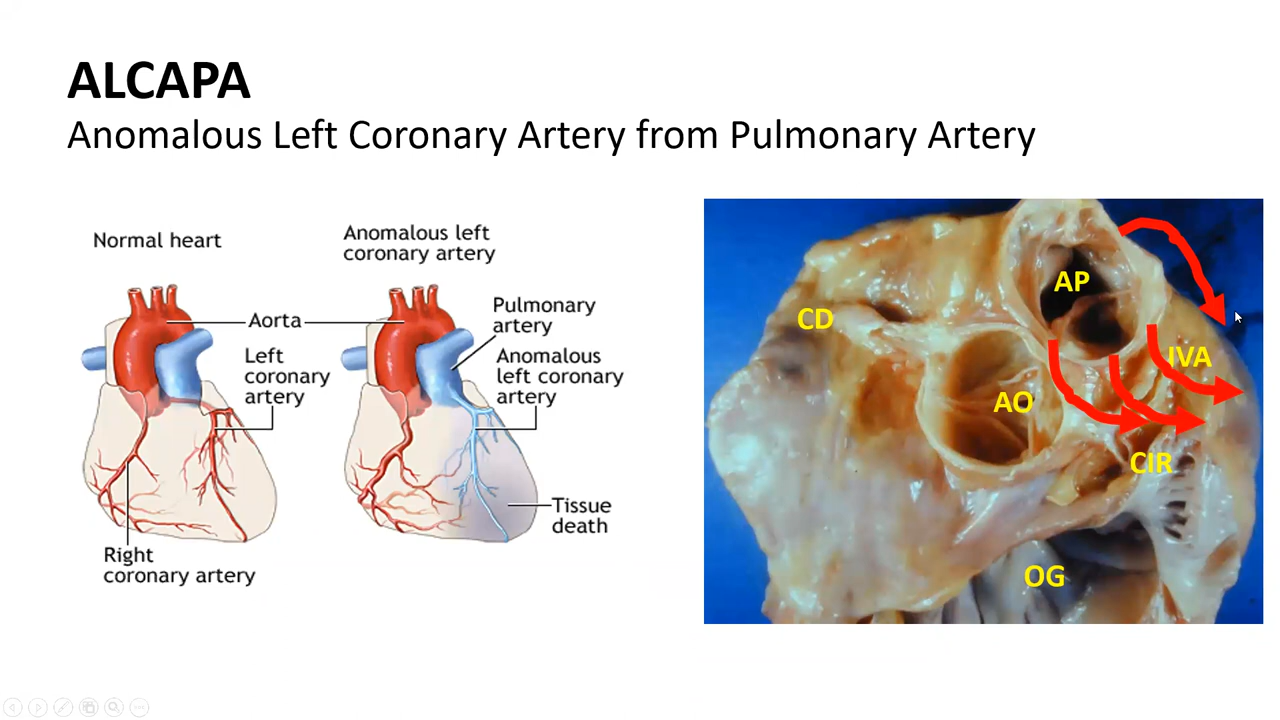 ALCAPA
Anomalous Left Coronary Artery from Pulmonary Artery
Normal heart
Anomalous left
coronary artery
Aorta
Pulmonary
artery
Left
coronary
artery
Anomalous
left coronary
artery
Tissue
death
Right
coronary artery
AP
CD
IVA
AO
CIR
OG